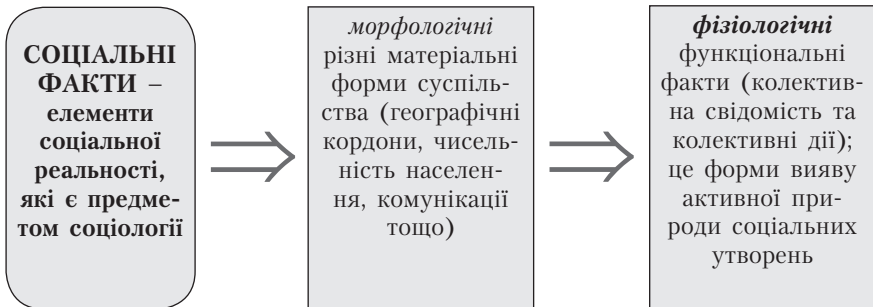 СОЦІАЛЬНІ
ФАКТИ –
елементи
соціальної
реальності,
які є предме-
том соціології
морфологічні
різні матеріальні
форми суспіль-
ства (географічні
кордони, чисель-
ність населен-
ня, комунікації
тощо)
фізіологічні
функціональні
факти (колектив-
на свідомість та
колективні дії);
це форми вияву
активної при-
роди соціальних
утворень